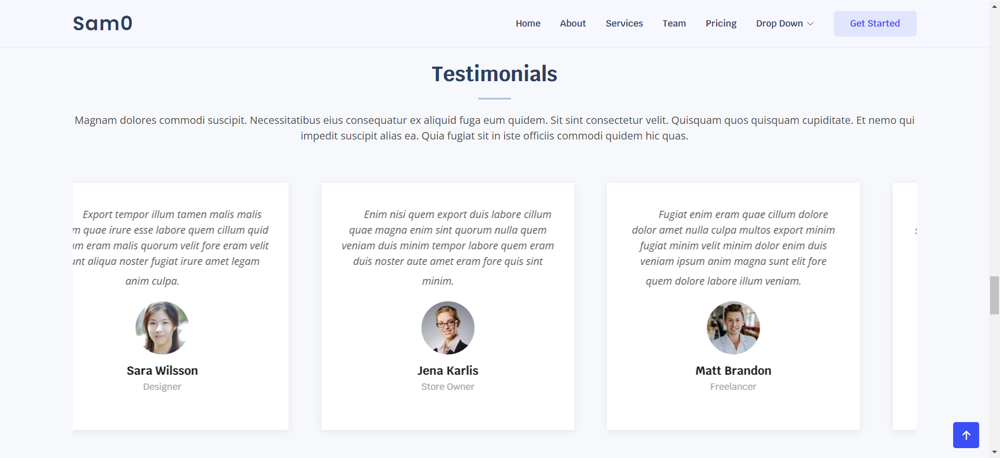 Sam0
Home About Services Team Pricing Drop Down Get Started
Testimonials
Magnam dolores commodi suscipit. Necessitatibus eius consequatur ex aliquid fuga eum quidem. Sit sint consectetur velit. Quisquam quos quisquam cupiditate. Et nemo qui
impedit suscipit alias ea. Quia fugiat sit in iste officiis commodi quidem hic quas.
Export tempor illum tamen malis malis
quae irure esse labore quem cillum quid
eram malis quorum velit fore eram velit
aliqua noster fugiat irure amet legam
anim culpa.
Sara Wilsson
Designer
Enim nisi quem export duis labore cillum
quae magna enim sint quorum nulla quem
veniam duis minim tempor labore quem eram
duis noster aute amet eram fore quis sint
minim.
Jena Karlis
Store Owner
Fugiat enim eram quae cillum dolore
dolor amet nulla culpa multos export minim
fugiat minim velit minim dolor enim duis
veniam ipsum anim magna sunt elit fore
quem dolore labore illum veniam.
Matt Brandon
Freelancer